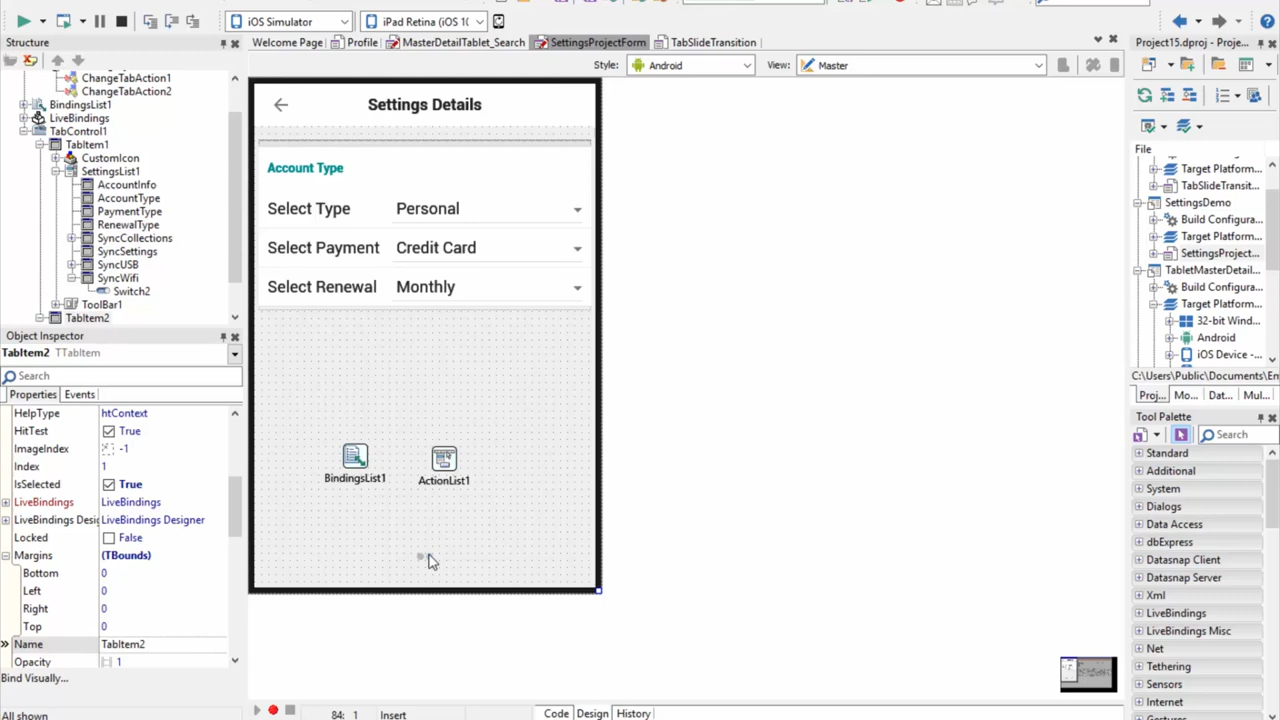 iOS Simulator
iPad Retina (iOS 10
Structure
Welcome Page
Profile
MasterDetailTablet_Search
SettingsProjectForm
TabSlideTransition
Project15.dproj - Proje...
Style:
Android
View:
Master
ChangeTabAction1
ChangeTabAction2
BindingsList1
LiveBindings
TabControl1
TabItem1
CustomIcon
SettingsList1
AccountInfo
AccountType
PaymentType
RenewalType
SyncCollections
SyncSettings
SyncUSB
SyncWifi
Switch2
ToolBar1
TabItem2
Object Inspector
TabItem2 TTabItem
Search
Properties
Events
HelpType htContext
HitTest True
ImageIndex -1
Index 1
IsSelected True
LiveBindings LiveBindings
LiveBindings Desig LiveBindings Designer
Locked False
Margins (TBounds)
Bottom 0
Left 0
Right 0
Top 0
Name TabItem2
Opacity 1
Bind Visually...
All shown
Settings Details
Account Type
Select Type Personal
Select Payment Credit Card
Select Renewal Monthly
BindingsList1
ActionList1
84: 1
Insert
Code
Design
History
File
Target Platform...
TabSlideTransit...
SettingsDemo
Build Configura...
Target Platform...
SettingsProject...
TabletMasterDetail...
Build Configura...
Target Platform...
32-bit Wind...
Android
iOS Device -...
C:\Users\Public\Documents\Em
Proj...
Mo...
Dat...
Mul...
Tool Palette
Search
Standard
Additional
System
Dialogs
Data Access
dbExpress
Datasnap Client
Datasnap Server
Xml
LiveBindings
LiveBindings Misc
Net
Tethering
Sensors
Internet